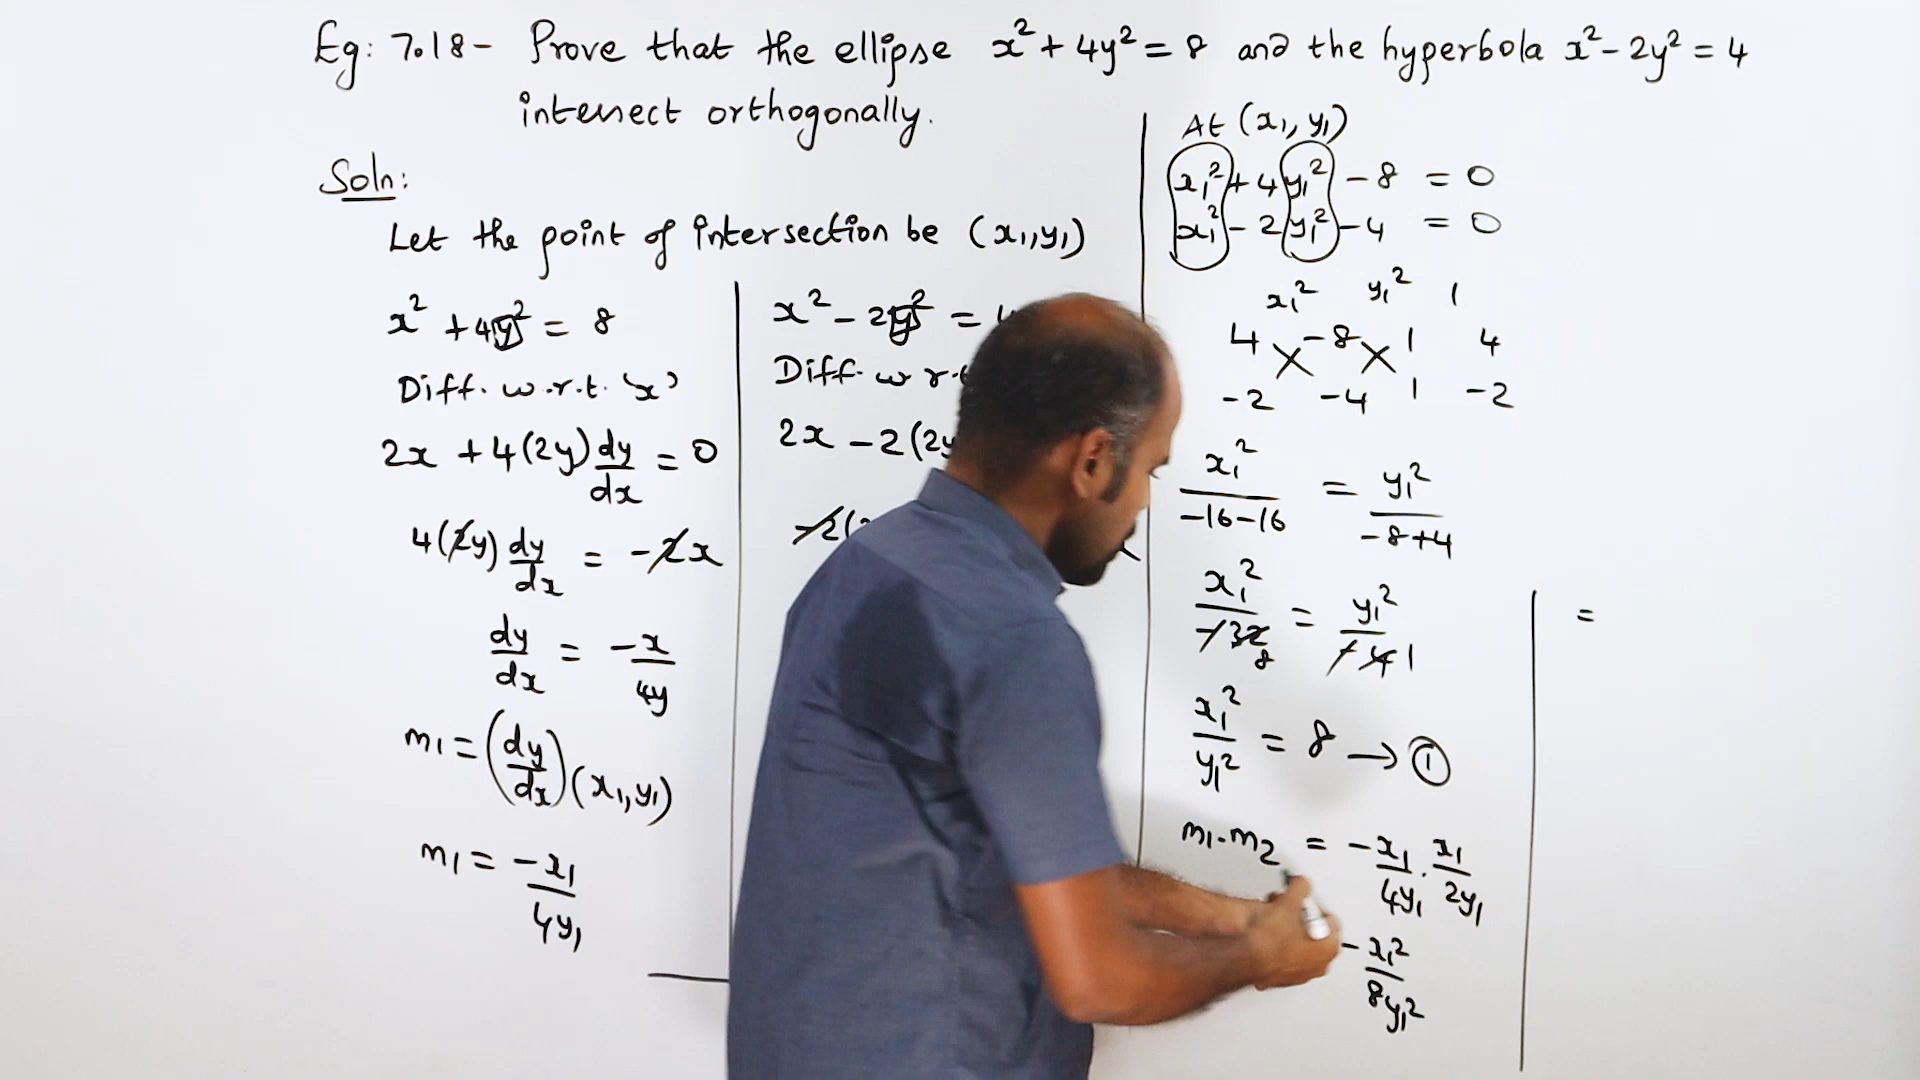 Eg: 7.18 - Prove that the ellipse x² + 4y² = 8 and the hyperbola x² - 2y² = 4
intersect orthogonally.
Soln:
Let the point of intersection be (x₁, y₁)
x² + 4y² = 8
Diff. w.r.t. 'x'
2x + 4(2y) dy/dx = 0
4(2y) dy/dx = -2x
dy/dx = -x/4y
m₁ = (dy/dx)(x₁, y₁)
m₁ = -x₁/4y₁
x² - 2y² =
Diff. w.r.t
2x - 2(2y
-2(
At (x₁, y₁)
x₁² + 4y₁² - 8 = 0
x₁² - 2y₁² - 4 = 0
x₁² y₁² 1
4 -8 1 4
-2 -4 1 -2
x₁²/-16-16 = y₁²/-8+4
x₁²/-32 8 = y₁²/-4 1
x₁²/y₁² = 8 → ①
m₁.m₂ = -x₁/4y₁ . x₁/2y₁
-x₁²/8y₁²
=